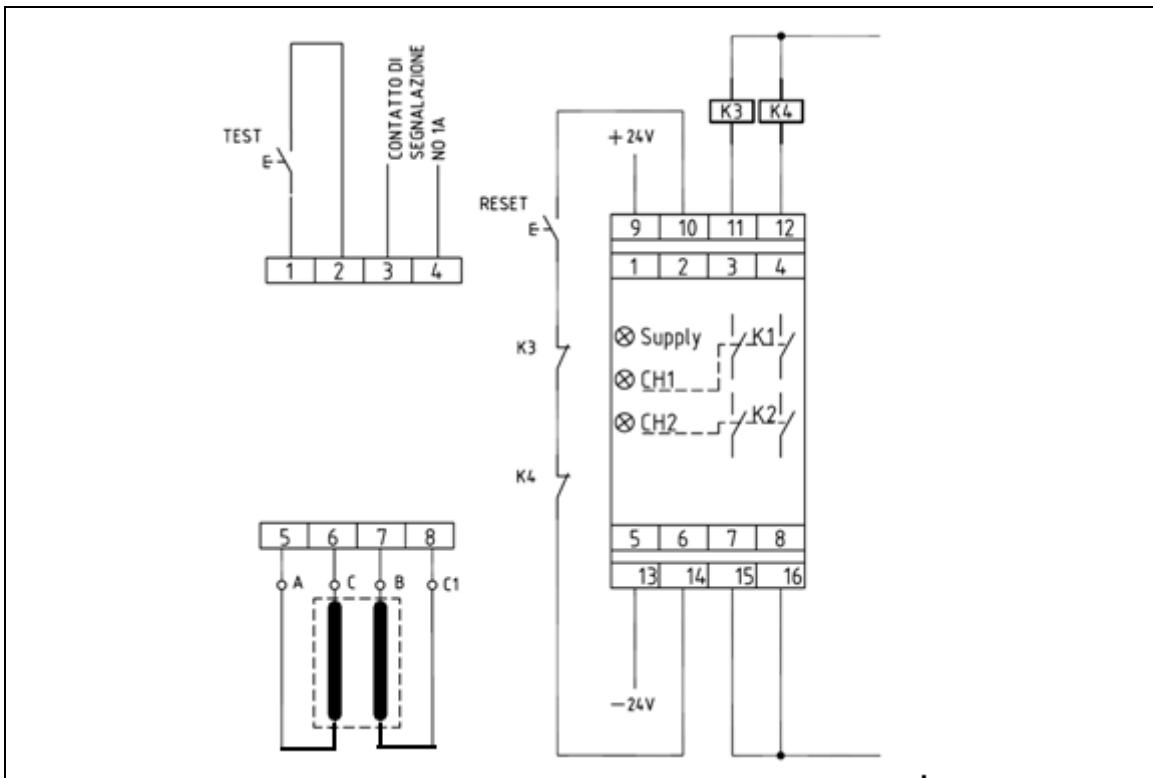 TEST
CONTATTO DI
SEGNALAZIONE
NO 1A
1 2 3 4
K3 K4
+24V
RESET
9 10 11 12
1 2 3 4
K3
Supply
K1
CH1
CH2
K2
K4
5 6 7 8
13 14 15 16
-24V
5 6 7 8
A C B C1